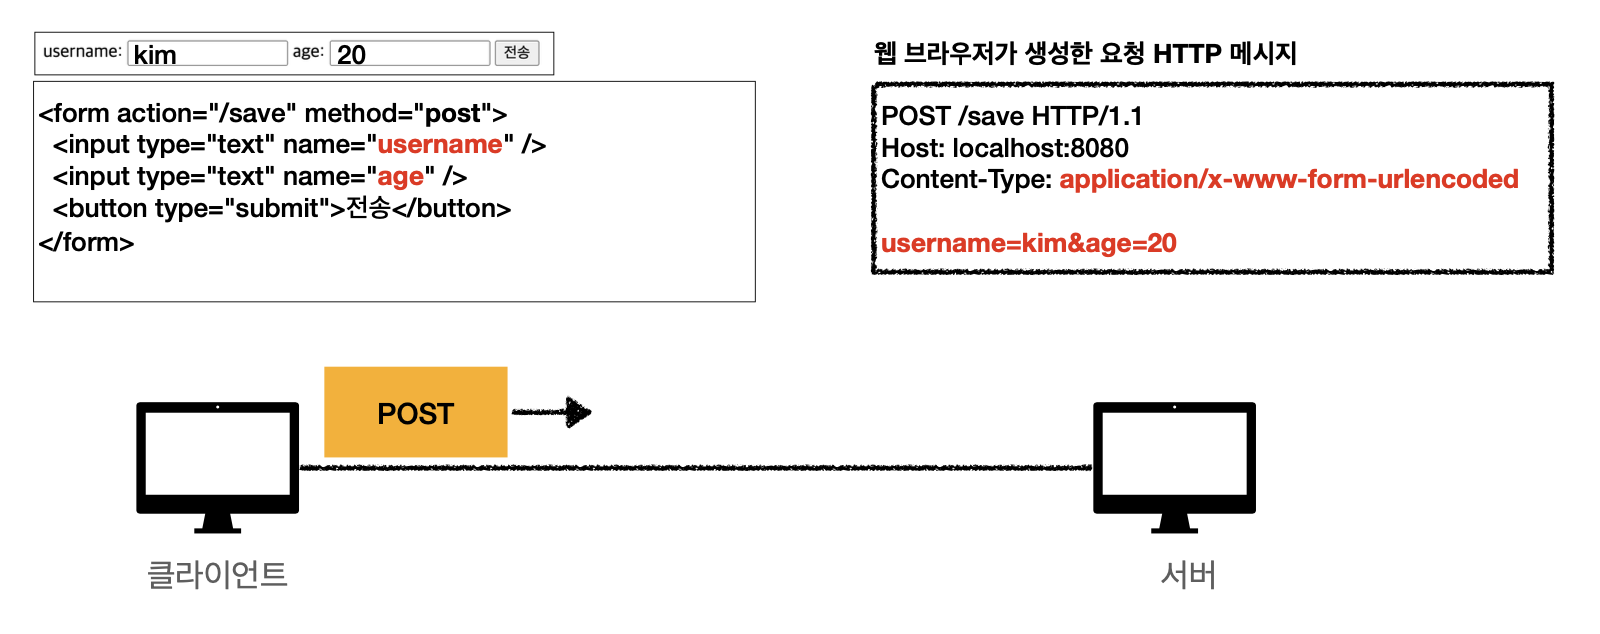 username: kim age: 20 전송
<form action="/save" method="post">
<input type="text" name="username" />
<input type="text" name="age" />
<button type="submit">전송</button>
</form>
웹 브라우저가 생성한 요청 HTTP 메시지
POST /save HTTP/1.1
Host: localhost:8080
Content-Type: application/x-www-form-urlencoded
username=kim&age=20
POST
클라이언트
서버